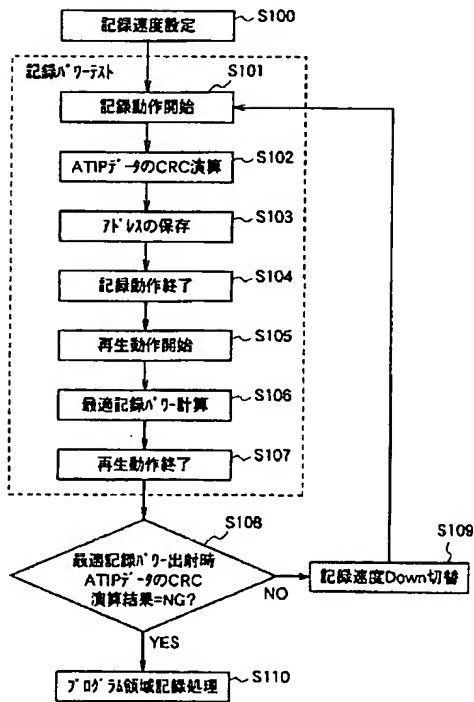 S100
記録速度設定
記録ﾊﾟﾜｰテスト
S101
記録動作開始
S102
ATIPﾃﾞｰﾀのCRC演算
S103
ｱﾄﾞﾚｽの保存
S104
記録動作終了
S105
再生動作開始
S106
最適記録ﾊﾟﾜｰ計算
S107
再生動作終了
S108
最適記録ﾊﾟﾜｰ出射時
ATIPﾃﾞｰﾀのCRC
演算結果=NG?
NO
S109
記録速度Down切替
YES
S110
ﾌﾟﾛｸﾞﾗﾑ領域記録処理